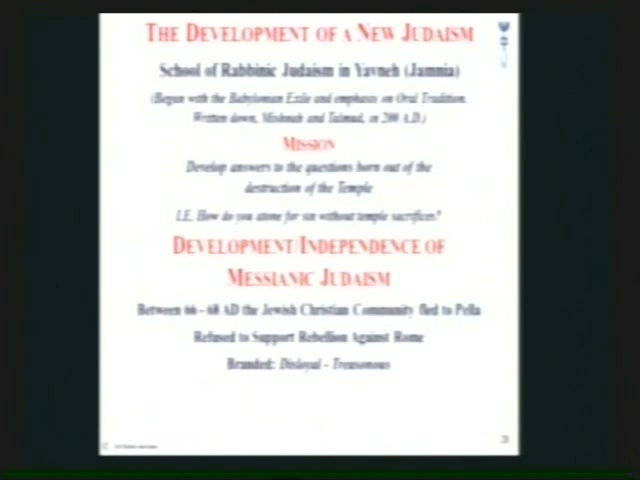 THE DEVELOPMENT OF A NEW JUDAISM
School of Rabbinic Judaism in Yavneh (Jamnia)
(Began with the Babylonian Exile and emphasis on Oral Tradition.
Written down, Mishnah and Talmud, in 200 A.D.)
MISSION
Develop answers to the questions born out of the
destruction of the Temple
I.E. How do you atone for sin without temple sacrifices?
DEVELOPMENT/INDEPENDENCE OF
MESSIANIC JUDAISM
Between 66 - 68 AD the Jewish Christian Community fled to Pella
Refused to Support Rebellion Against Rome
Branded: Disloyal - Treasonous